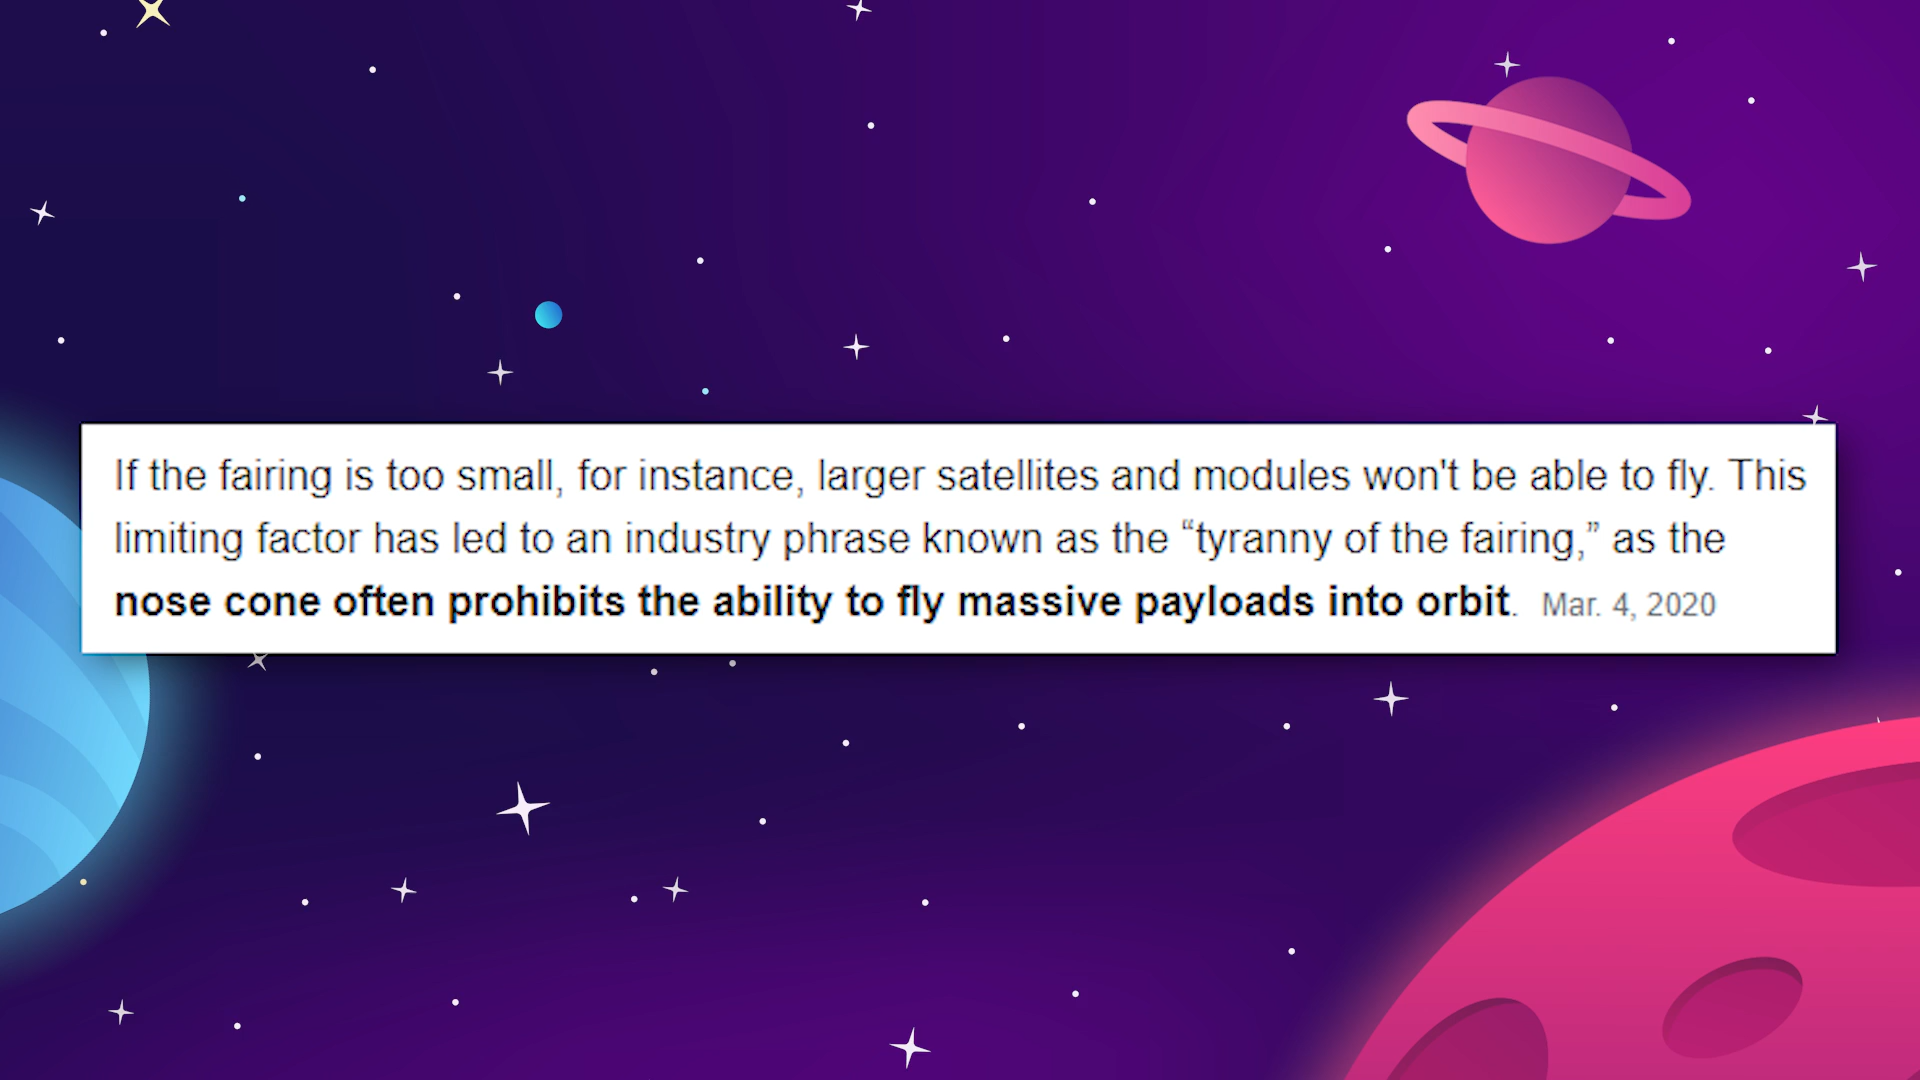 If the fairing is too small, for instance, larger satellites and modules won't be able to fly. This
limiting factor has led to an industry phrase known as the “tyranny of the fairing,” as the
nose cone often prohibits the ability to fly massive payloads into orbit. Mar. 4, 2020